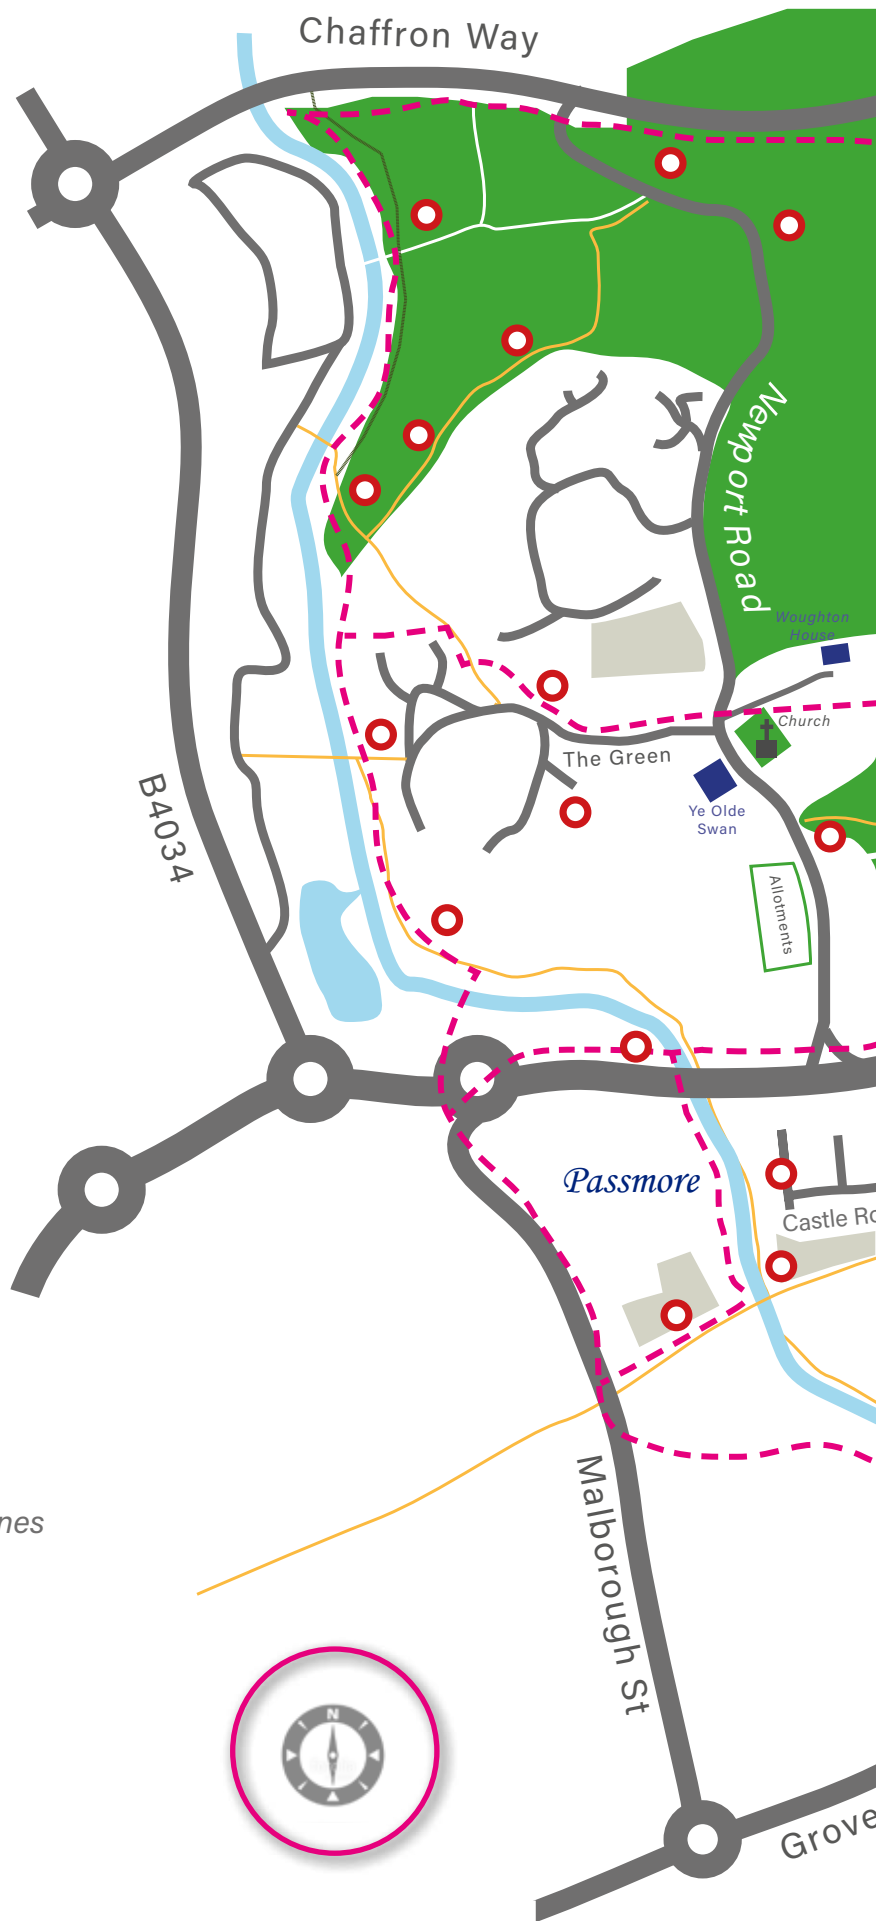 Chaffron Way
Newport Road
Woughton
House
Church
The Green
Ye Olde
Swan
B4034
Allotments
Passmore
Castle Ro
Malborough St
nes
N
Grove